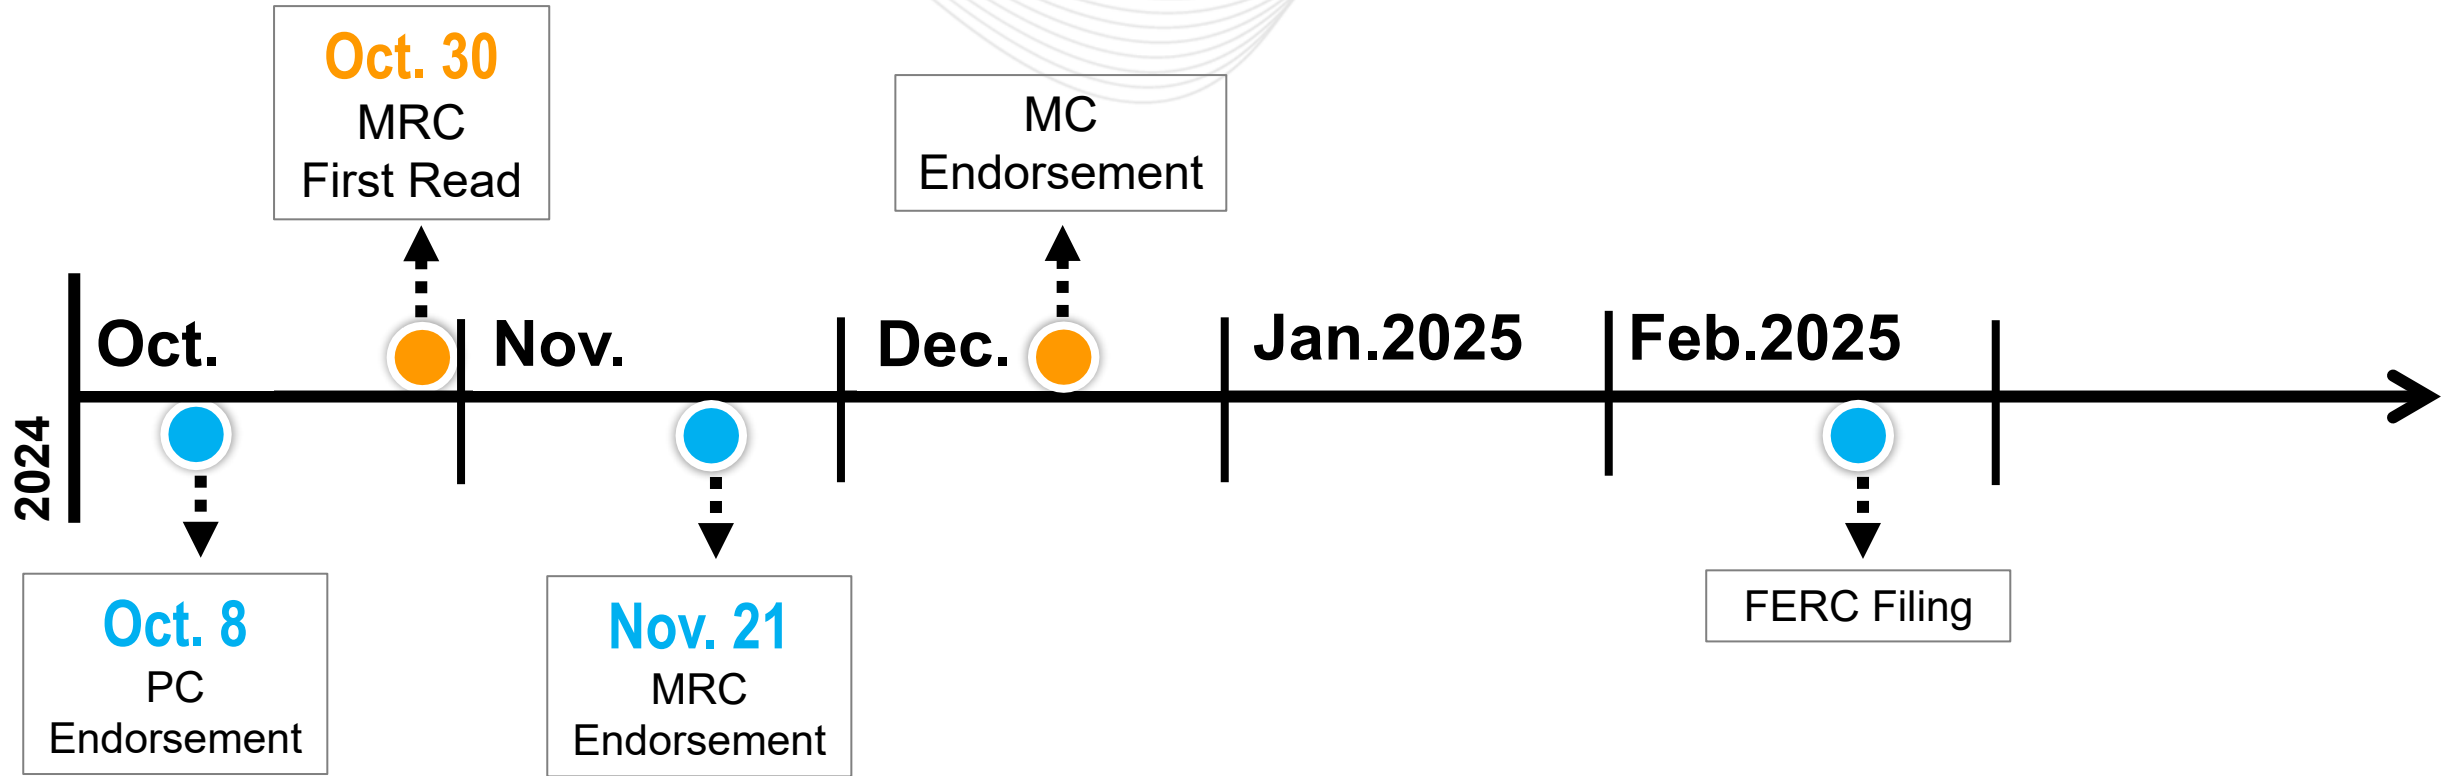 Oct. 30
MRC
First Read
MC
Endorsement
2024
Oct.
Nov.
Dec.
Jan.2025
Feb.2025
Oct. 8
PC
Endorsement
Nov. 21
MRC
Endorsement
FERC Filing